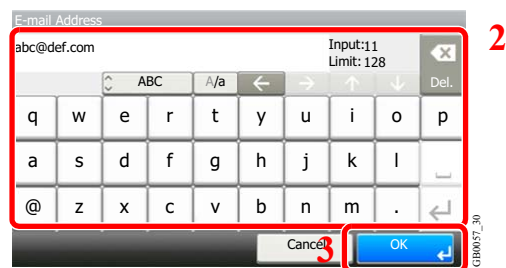 E-mail Address
abc@def.com
Input:11
Limit: 128
2
Del.
ABC
A/a
q w e r t y u i o p
a s d f g h j k l
@ z x c v b n m .
3
Cancel
OK
GB0057_30